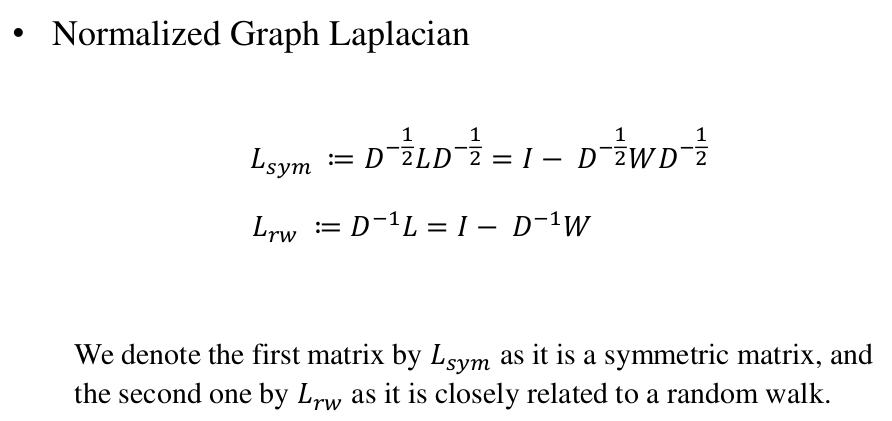 • Normalized Graph Laplacian
L_{sym} := D^{-\frac{1}{2}}LD^{-\frac{1}{2}} = I − D^{-\frac{1}{2}}WD^{-\frac{1}{2}}
L_{rw} := D^{-1}L = I − D^{-1}W
We denote the first matrix by L_{sym} as it is a symmetric matrix, and
the second one by L_{rw} as it is closely related to a random walk.